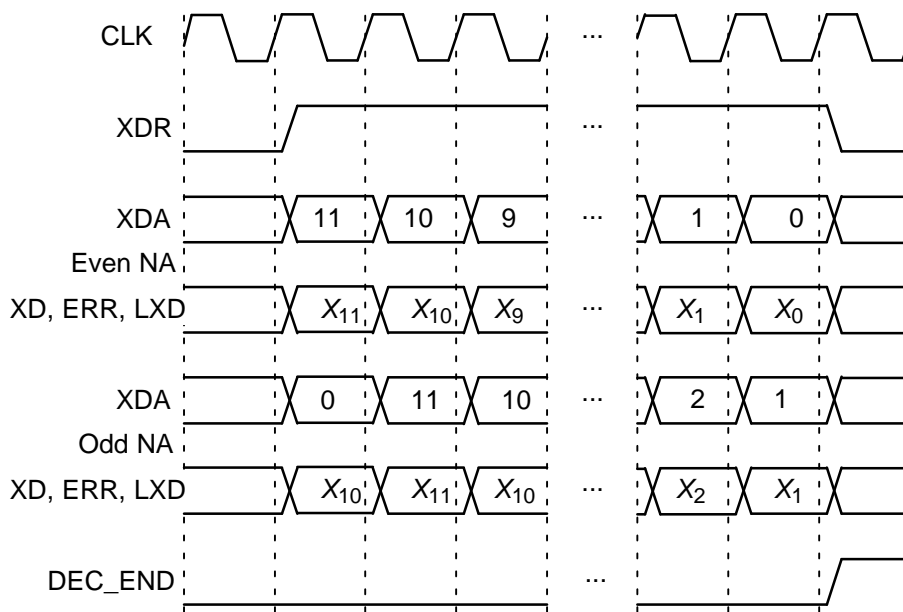 CLK ...
XDR ...
XDA 11 10 9 ... 1 0
Even NA
XD, ERR, LXD X11 X10 X9 ... X1 X0
XDA 0 11 10 ... 2 1
Odd NA
XD, ERR, LXD X10 X11 X10 ... X2 X1
DEC_END ...